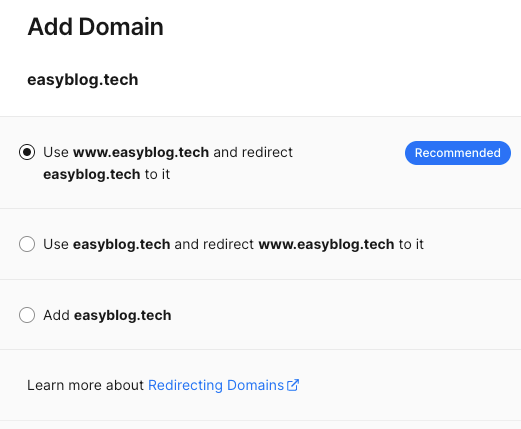 Add Domain
easyblog.tech
Use www.easyblog.tech and redirect
easyblog.tech to it
Recommended
Use easyblog.tech and redirect www.easyblog.tech to it
Add easyblog.tech
Learn more about Redirecting Domains